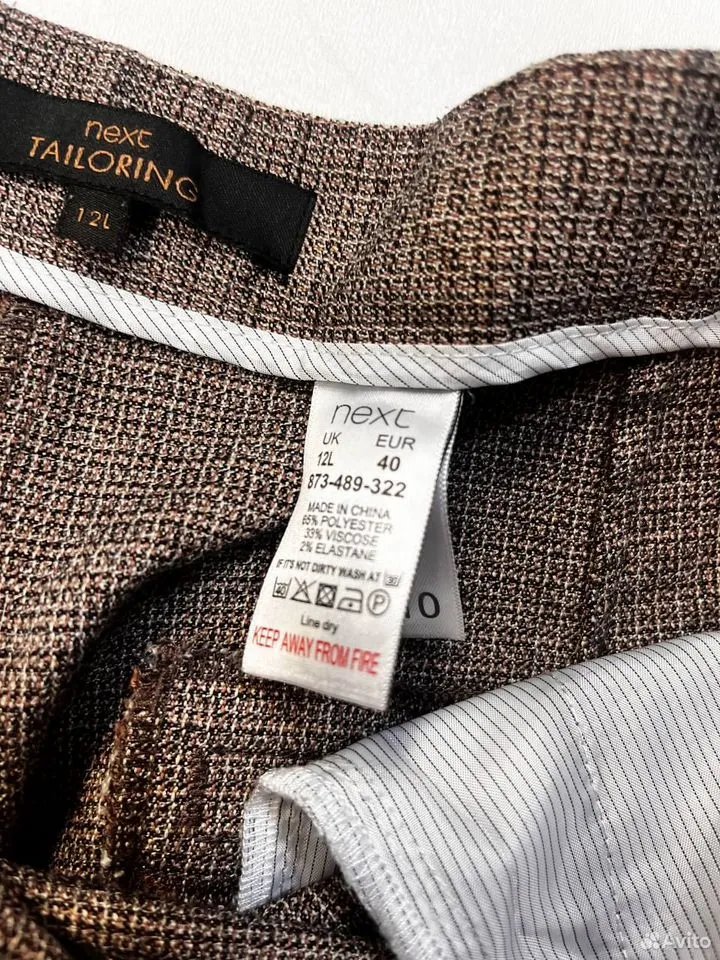 next
TAILORING
12L
next
UK EUR
12L 40
873-489-322
MADE IN CHINA
65% POLYESTER
33% VISCOSE
2% ELASTANE
IF IT'S NOT DIRTY WASH AT 30
40 P
Line dry
KEEP AWAY FROM FIRE
10
Avito